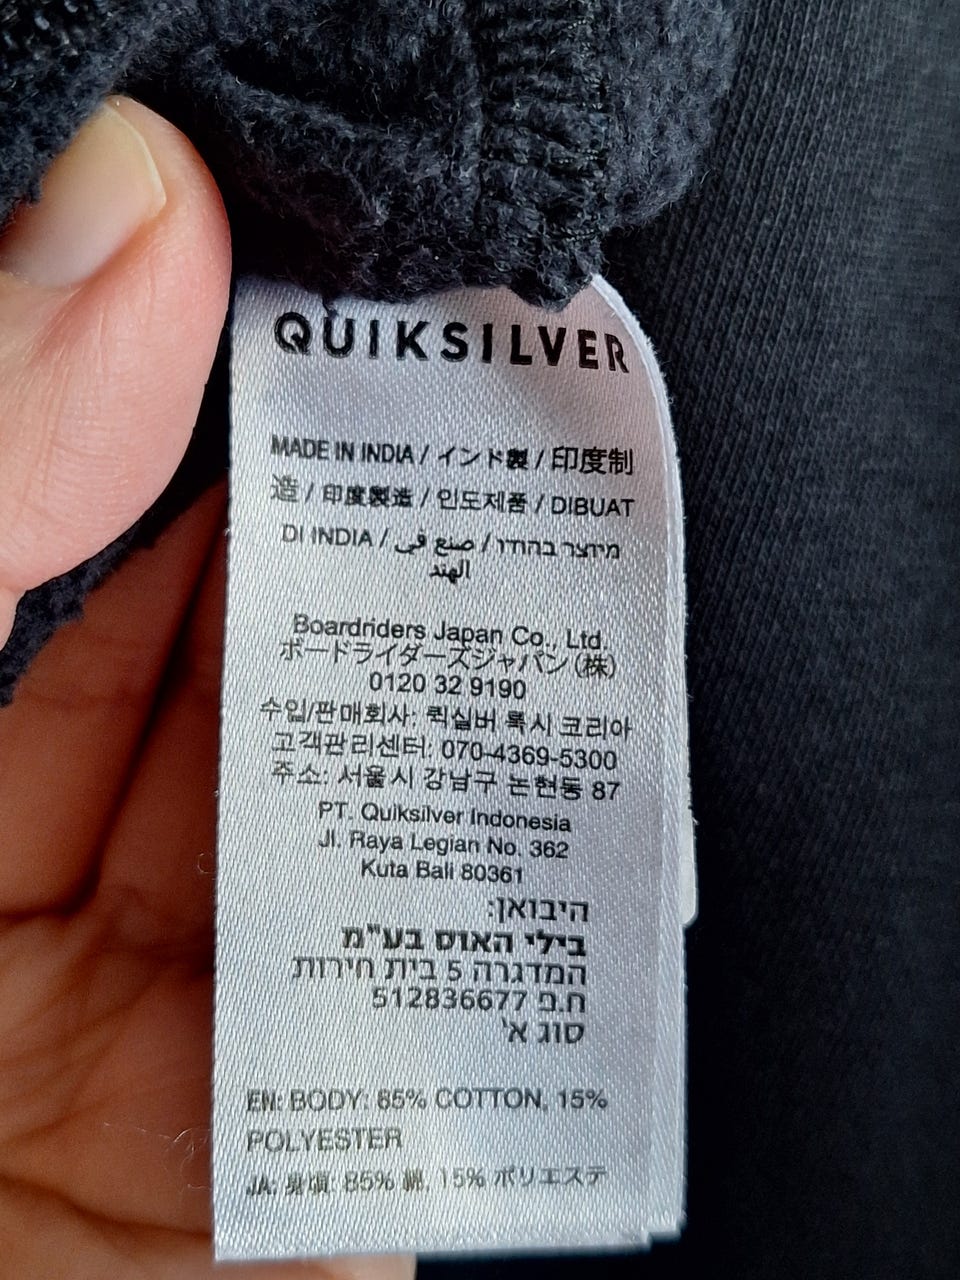 QUIKSILVER
MADE IN INDIA / インド製 / 印度制
造 / 印度製造 / 인도제품 / DIBUAT
DI INDIA / صنع في / מיוצר בהודו
الهند
Boardriders Japan Co., Ltd.
ボードライダーズジャパン(株)
0120 32 9190
수입/판매회사: 퀵실버 록시 코리아
고객관리센터: 070-4369-5300
주소: 서울시 강남구 논현동 87
PT. Quiksilver Indonesia
Jl. Raya Legian No. 362
Kuta Bali 80361
היבואן:
בילי האוס בע"מ
המדגרה 5 בית חירות
ח.פ 512836677
סוג א'
EN: BODY: 85% COTTON, 15%
POLYESTER
JA: 身頃: 85% 綿, 15% ポリエステ